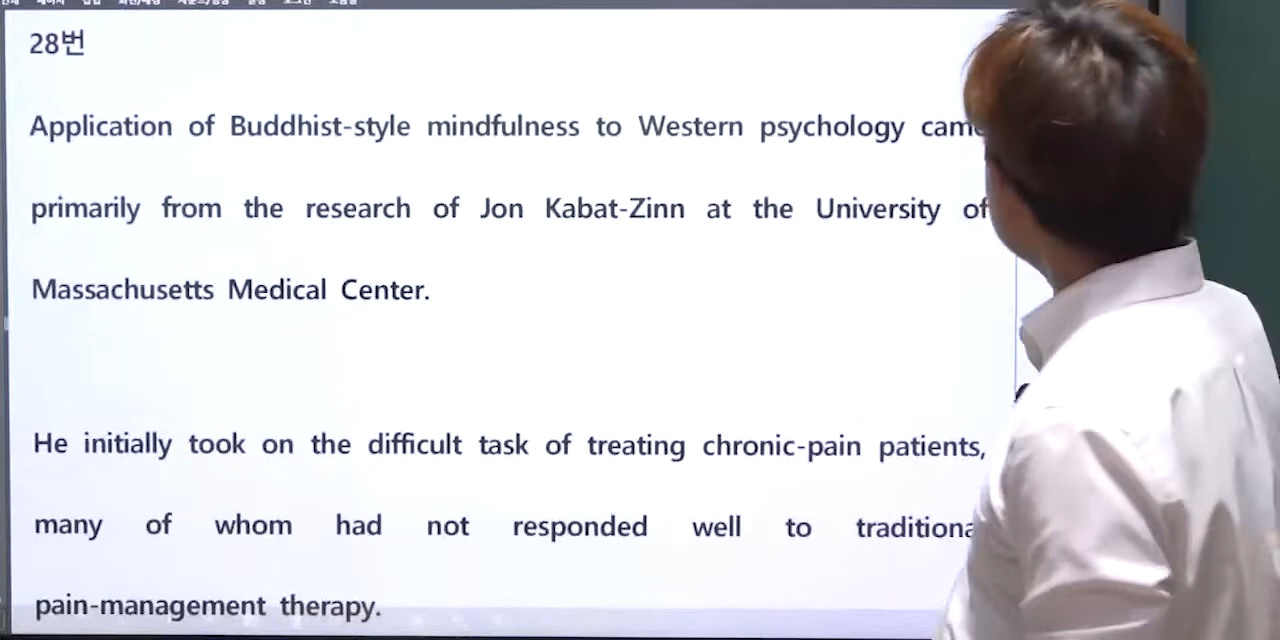 28번
Application of Buddhist-style mindfulness to Western psychology
primarily from the research of Jon Kabat-Zinn at the University of
Massachusetts Medical Center.
He initially took on the difficult task of treating chronic-pain patients,
many of whom had not responded well to
pain-management therapy.